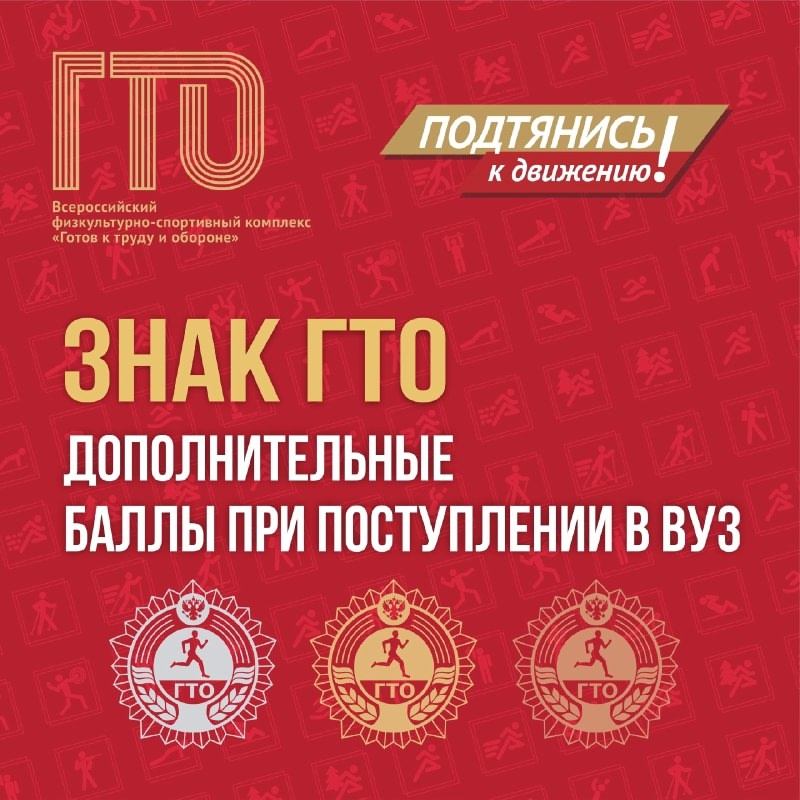 ГТО
Всероссийский
физкультурно-спортивный комплекс
«Готов к труду и обороне»
ПОДТЯНИСЬ!
к движению
ЗНАК ГТО
ДОПОЛНИТЕЛЬНЫЕ
БАЛЛЫ ПРИ ПОСТУПЛЕНИИ В ВУЗ
ГТО
ГТО
ГТО